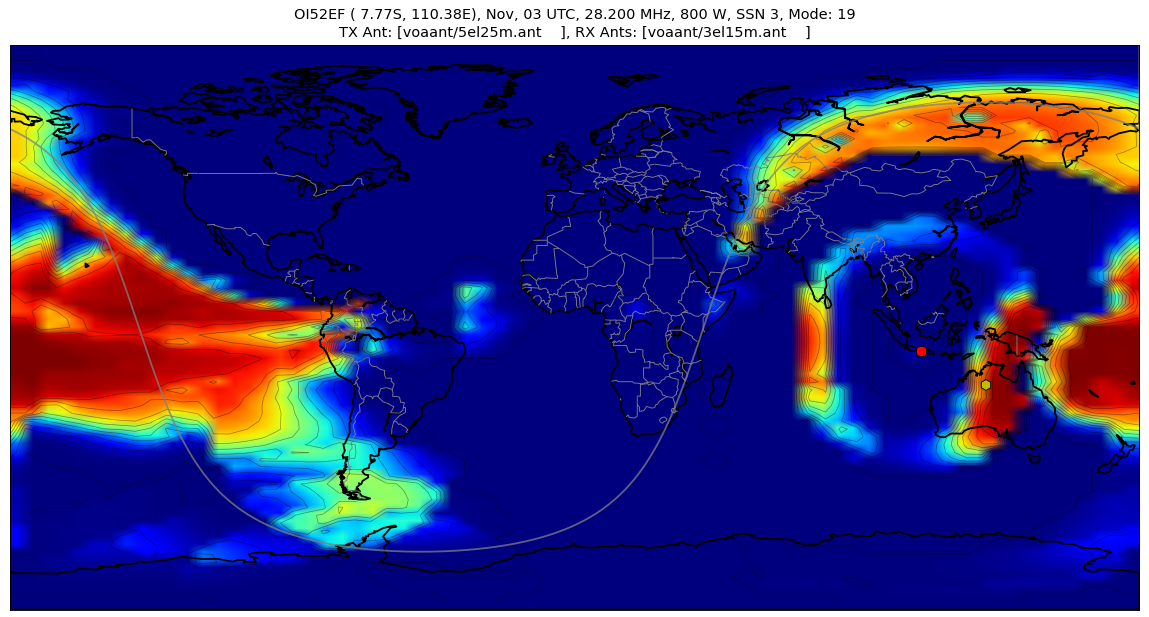 OI52EF ( 7.77S, 110.38E), Nov, 03 UTC, 28.200 MHz, 800 W, SSN 3, Mode: 19
TX Ant: [voaant/5el25m.ant    ], RX Ants: [voaant/3el15m.ant    ]